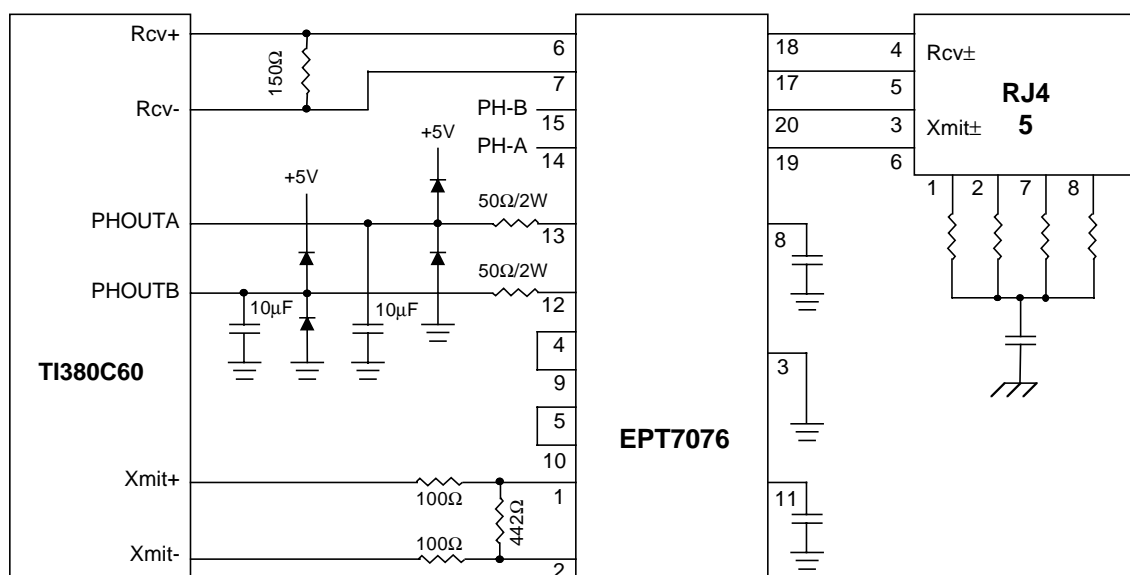 Rcv+
150Ω
Rcv-
+5V
+5V
PHOUTA
PHOUTB
10µF
10µF
50Ω/2W
50Ω/2W
TI380C60
Xmit+
Xmit-
100Ω
100Ω
442Ω
6
7
PH-B
15
PH-A
14
13
12
4
9
5
10
1
2
EPT7076
18
17
20
19
8
3
11
4
Rcv±
5
3
Xmit±
6
RJ4
5
1
2
7
8